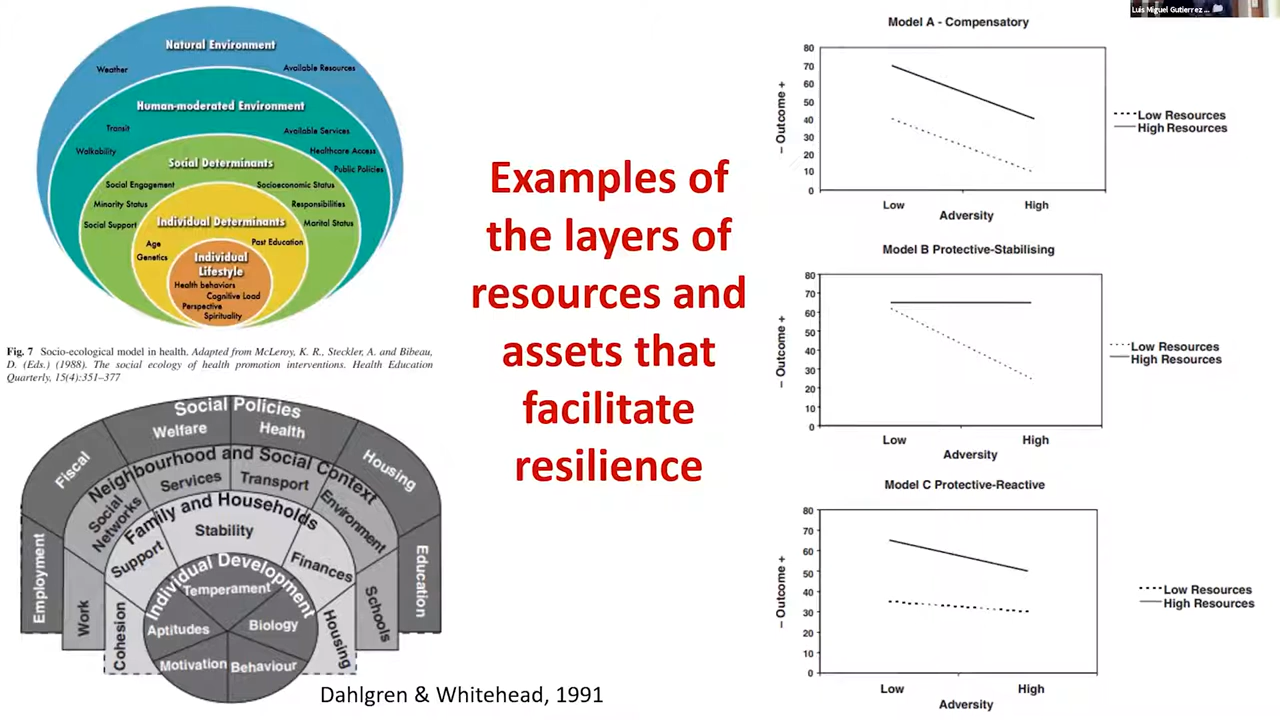 Luis Miguel Gutierrez ...
Natural Environment
Weather
Available Resources
Human-moderated Environment
Transit
Available Services
Walkability
Healthcare Access
Public Policies
Social Determinants
Social Engagement
Socioeconomic Status
Minority Status
Responsibilities
Social Support
Marital Status
Individual Determinants
Age
Past Education
Genetics
Individual
Lifestyle
Health behaviors
Cognitive Load
Perspective
Spirituality
Fig. 7 Socio-ecological model in health. Adapted from McLeroy, K. R., Steckler, A. and Bibeau,
D. (Eds.) (1988). The social ecology of health promotion interventions. Health Education
Quarterly, 15(4):351–377
Social Policies
Welfare
Health
Fiscal
Housing
Employment
Education
Neighbourhood and Social Context
Services
Transport
Social
Networks
Environment
Work
Schools
Family and Households
Stability
Support
Finances
Cohesion
Housing
Individual Development
Temperament
Aptitudes
Biology
Motivation
Behaviour
Dahlgren & Whitehead, 1991
Examples of
the layers of
resources and
assets that
facilitate
resilience
Model A - Compensatory
80
70
60
50
40
30
20
10
0
– Outcome +
Low
High
Adversity
Low Resources
High Resources
Model B Protective-Stabilising
80
70
60
50
40
30
20
10
0
– Outcome +
Low
High
Adversity
Low Resources
High Resources
Model C Protective-Reactive
80
70
60
50
40
30
20
10
0
– Outcome +
Low
High
Adversity
Low Resources
High Resources